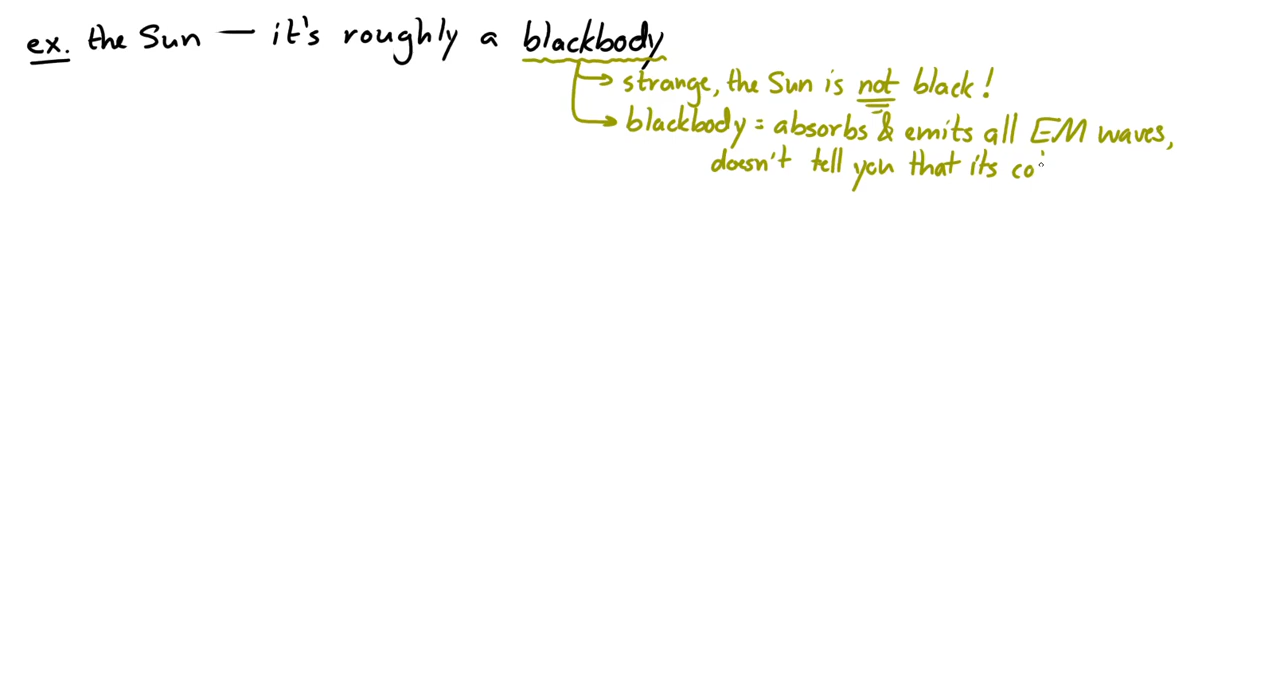 ex. the Sun — it's roughly a blackbody
strange, the Sun is not black!
blackbody = absorbs & emits all EM waves,
doesn't tell you that its co